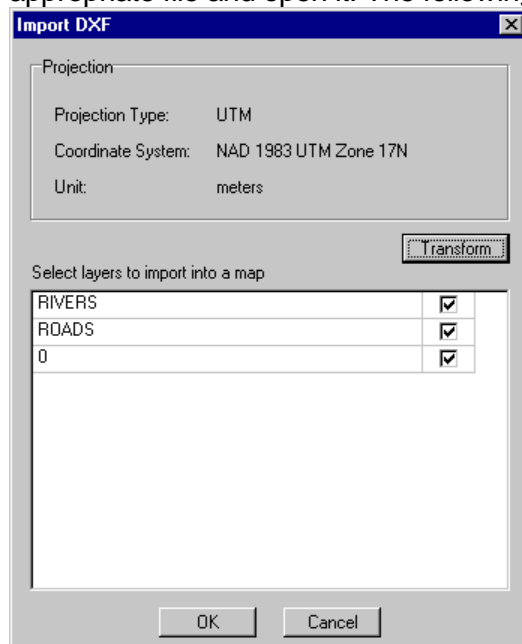 appropriate file and open it. The following
Import DXF
Projection
Projection Type: UTM
Coordinate System: NAD 1983 UTM Zone 17N
Unit: meters
Transform
Select layers to import into a map
RIVERS
ROADS
0
OK Cancel